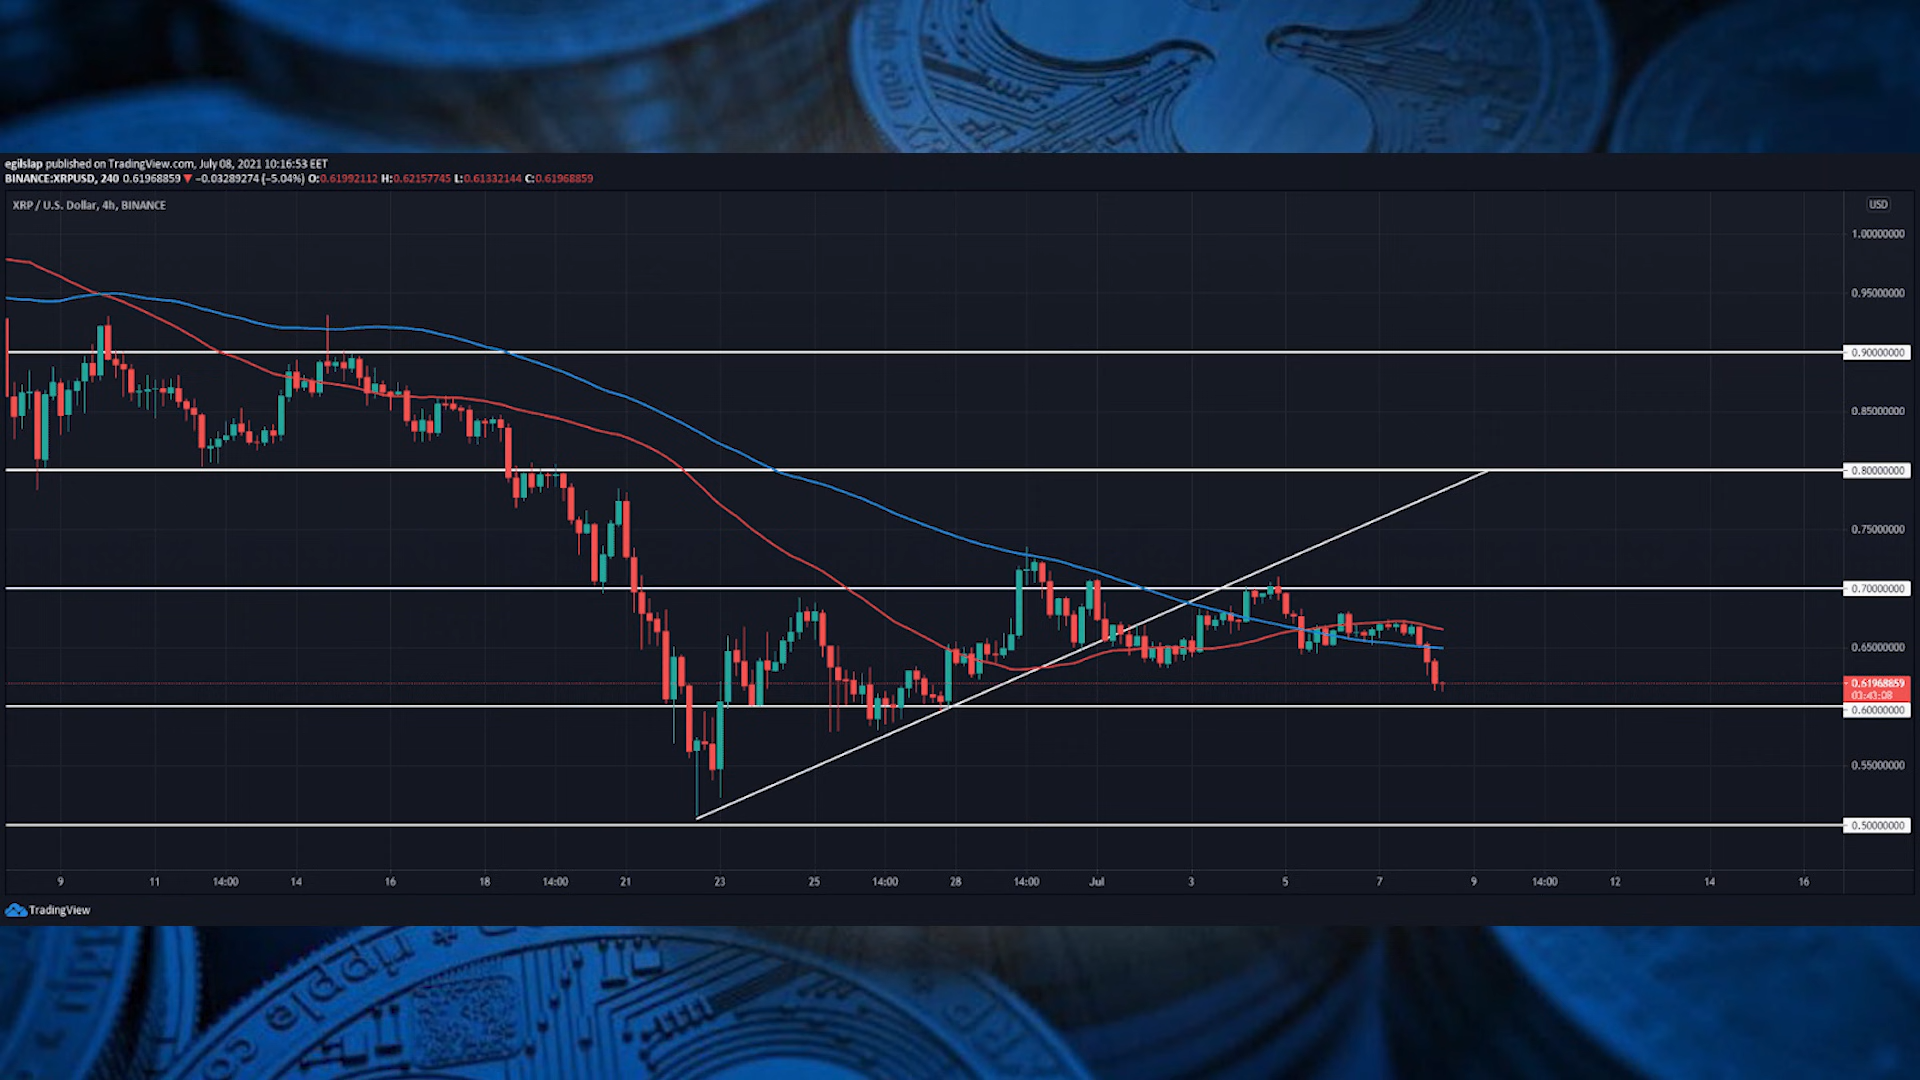 egilslap published on TradingView.com, July 08, 2021 10:16:53 EET
BINANCE:XRPUSD, 240 0.61968859 ▼ −0.03289274 (−5.04%) O:0.61992112 H:0.62157745 L:0.61332144 C:0.61968859
XRP / U.S. Dollar, 4h, BINANCE
USD
1.00000000
0.95000000
0.90000000
0.85000000
0.80000000
0.75000000
0.70000000
0.65000000
0.61968859
03:43:08
0.60000000
0.55000000
0.50000000
9 11 14:00 14 16 18 14:00 21 23 25 14:00 28 14:00 Jul 3 5 7 9 14:00 12 14 16
TradingView
ripple